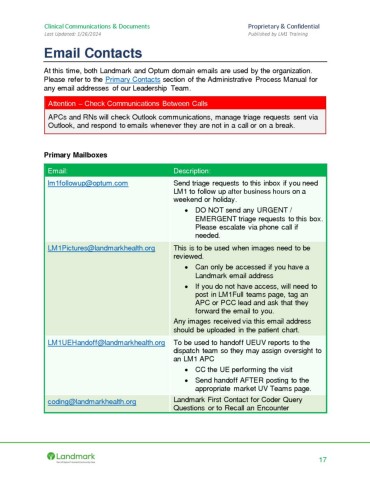 Clinical Communications & Documents Proprietary & Confidential
Last Updated: 1/26/2024 Published by LM1 Training
Email Contacts
At this time, both Landmark and Optum domain emails are used by the organization.
Please refer to the Primary Contacts section of the Administrative Process Manual for
any email addresses of our Leadership Team.
Attention – Check Communications Between Calls
APCs and RNs will check Outlook communications, manage triage requests sent via
Outlook, and respond to emails whenever they are not in a call or on a break.
Primary Mailboxes
Email: Description:
lm1followup@optum.com Send triage requests to this inbox if you need
LM1 to follow up after business hours on a
weekend or holiday.
• DO NOT send any URGENT /
EMERGENT triage requests to this box.
Please escalate via phone call if
needed.
LM1Pictures@landmarkhealth.org This is to be used when images need to be
reviewed.
• Can only be accessed if you have a
Landmark email address
• If you do not have access, will need to
post in LM1Full teams page, tag an
APC or PCC lead and ask that they
forward the email to you.
Any images received via this email address
should be uploaded in the patient chart.
LM1UEHandoff@landmarkhealth.org To be used to handoff UEUV reports to the
dispatch team so they may assign oversight to
an LM1 APC
• CC the UE performing the visit
• Send handoff AFTER posting to the
appropriate market UV Teams page.
coding@landmarkhealth.org Landmark First Contact for Coder Query
Questions or to Recall an Encounter
Landmark
17